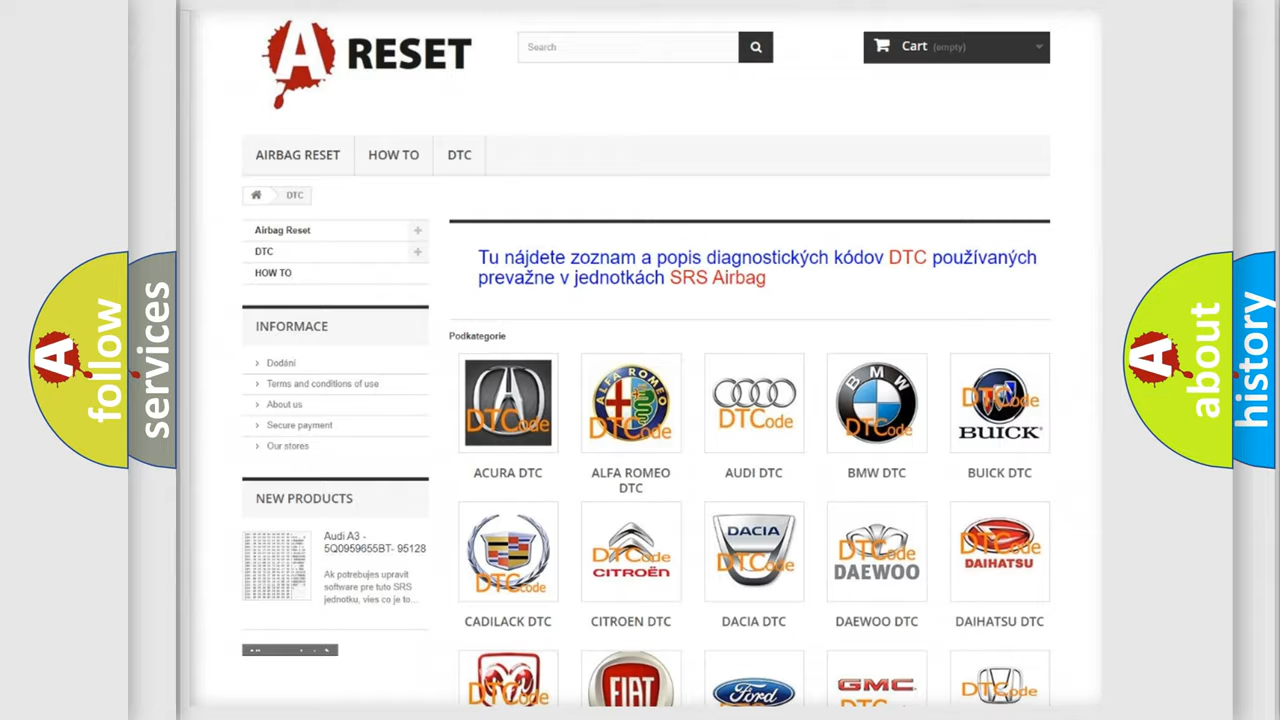 A RESET
Search
Cart (empty)
AIRBAG RESET
HOW TO
DTC
DTC
Airbag Reset
DTC
HOW TO
Tu nájdete zoznam a popis diagnostických kódov DTC používaných
prevažne v jednotkách SRS Airbag
INFORMACE
Dodání
Terms and conditions of use
About us
Secure payment
Our stores
NEW PRODUCTS
Audi A3 -
5Q0959655BT- 95128
Ak potrebujes upravit
software pre tuto SRS
jednotku, vies co je to...
Podkategorie
DTCode
ALFA ROMEO
DTCode
DTCode
BMW
DTCode
DTCode
BUICK
ACURA DTC
ALFA ROMEO
DTC
AUDI DTC
BMW DTC
BUICK DTC
DTCode
DTCode
CITROËN
DACIA
DTCode
DTCode
DAEWOO
DTCode
DAIHATSU
CADILACK DTC
CITROEN DTC
DACIA DTC
DAEWOO DTC
DAIHATSU DTC
DTCode
FIAT
Ford
GMC
DTCode
A follow
services
A about
history